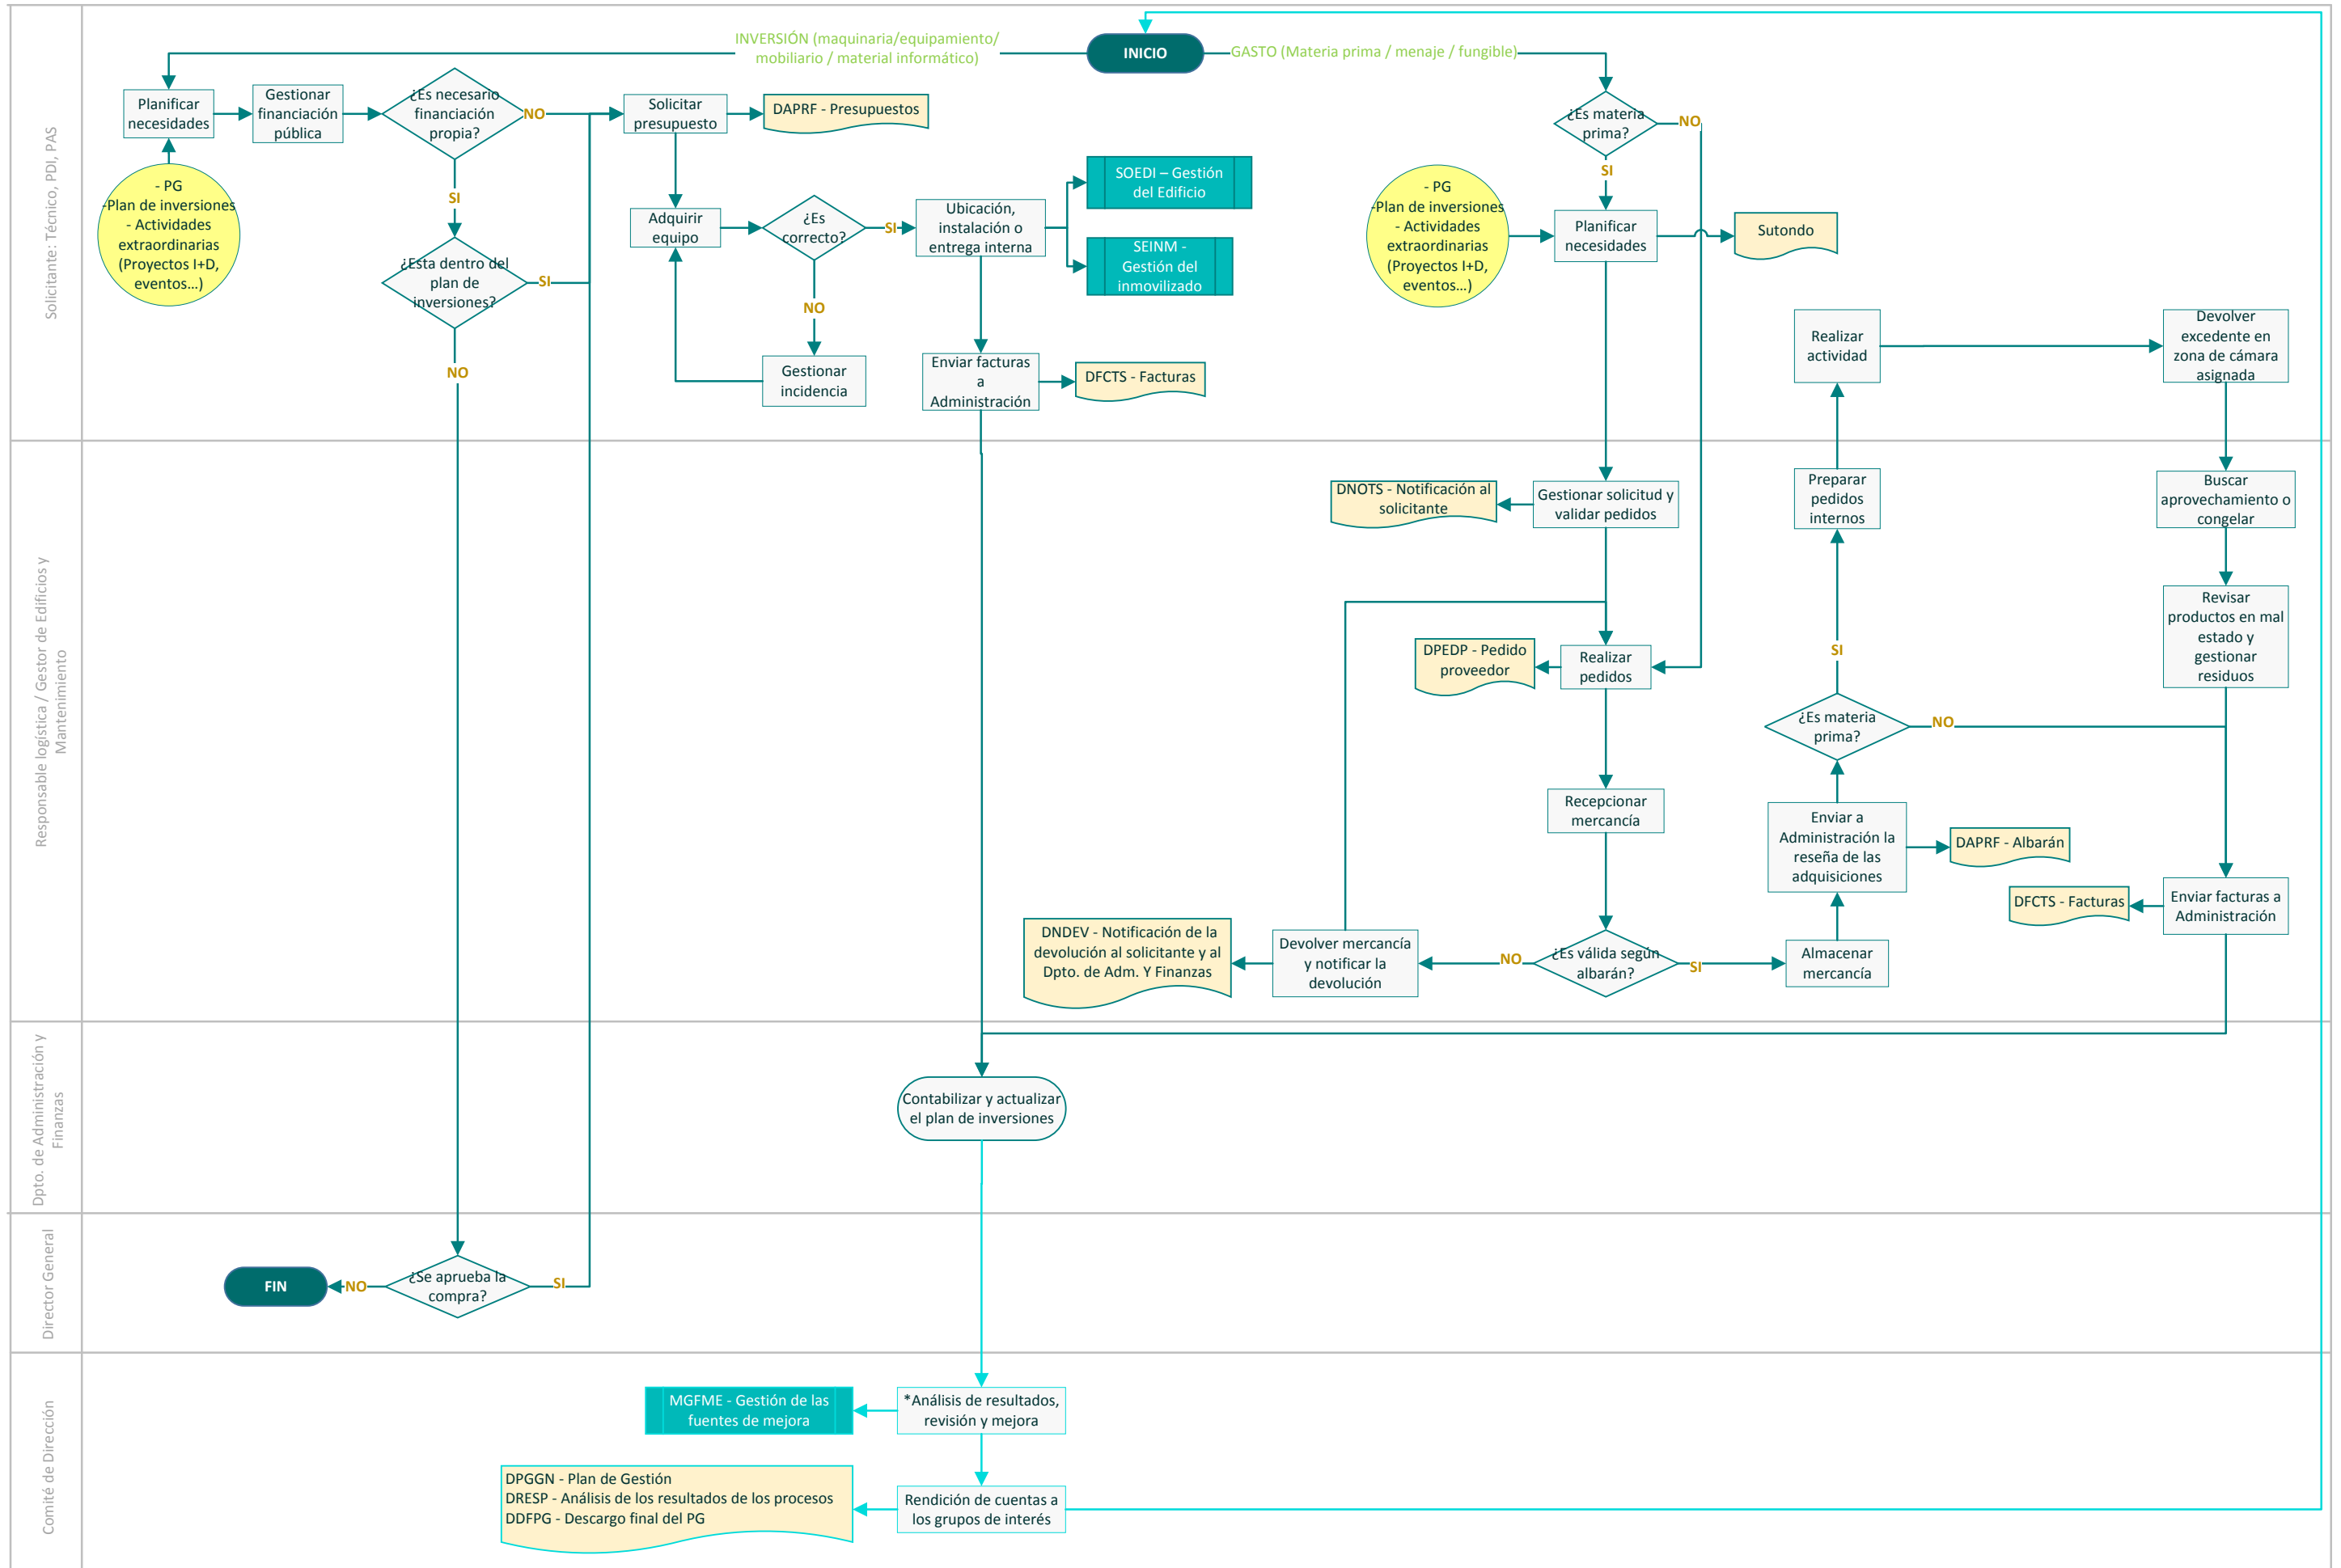 INVERSIÓN (maquinaria/equipamiento/
mobiliario / material informático)
INICIO
GASTO (Materia prima / menaje / fungible)
Solicitante: Técnico, PDI, PAS
Planificar
necesidades
Gestionar
financiación
pública
¿Es necesario
financiación
propia?
NO
SI
Solicitar
presupuesto
DAPRF - Presupuestos
- PG
-Plan de inversiones
- Actividades
extraordinarias
(Proyectos I+D,
eventos...)
¿Esta dentro del
plan de
inversiones?
SI
NO
Adquirir
equipo
¿Es
correcto?
SI
NO
Gestionar
incidencia
Ubicación,
instalación o
entrega interna
SOEDI – Gestión
del Edificio
SEINM -
Gestión del
inmovilizado
Enviar facturas
a
Administración
DFCTS - Facturas
¿Es materia
prima?
NO
SI
- PG
-Plan de inversiones
- Actividades
extraordinarias
(Proyectos I+D,
eventos...)
Planificar
necesidades
Sutondo
Realizar
actividad
Devolver
excedente en
zona de cámara
asignada
Responsable logística / Gestor de Edificios y
Mantenimiento
DNOTS - Notificación al
solicitante
Gestionar solicitud y
validar pedidos
Preparar
pedidos
internos
Buscar
aprovechamiento o
congelar
DPEDP - Pedido
proveedor
Realizar
pedidos
SI
Revisar
productos en mal
estado y
gestionar
residuos
¿Es materia
prima?
NO
Recepcionar
mercancía
Enviar a
Administración la
reseña de las
adquisiciones
DAPRF - Albarán
DFCTS - Facturas
Enviar facturas a
Administración
DNDEV - Notificación de la
devolución al solicitante y al
Dpto. de Adm. Y Finanzas
Devolver mercancía
y notificar la
devolución
NO
¿Es válida según
albarán?
SI
Almacenar
mercancía
Dpto. de Administración y
Finanzas
Contabilizar y actualizar
el plan de inversiones
Director General
FIN
NO
¿Se aprueba la
compra?
SI
Comité de Dirección
MGFME - Gestión de las
fuentes de mejora
*Análisis de resultados,
revisión y mejora
DPGGN - Plan de Gestión
DRESP - Análisis de los resultados de los procesos
DDFPG - Descargo final del PG
Rendición de cuentas a
los grupos de interés